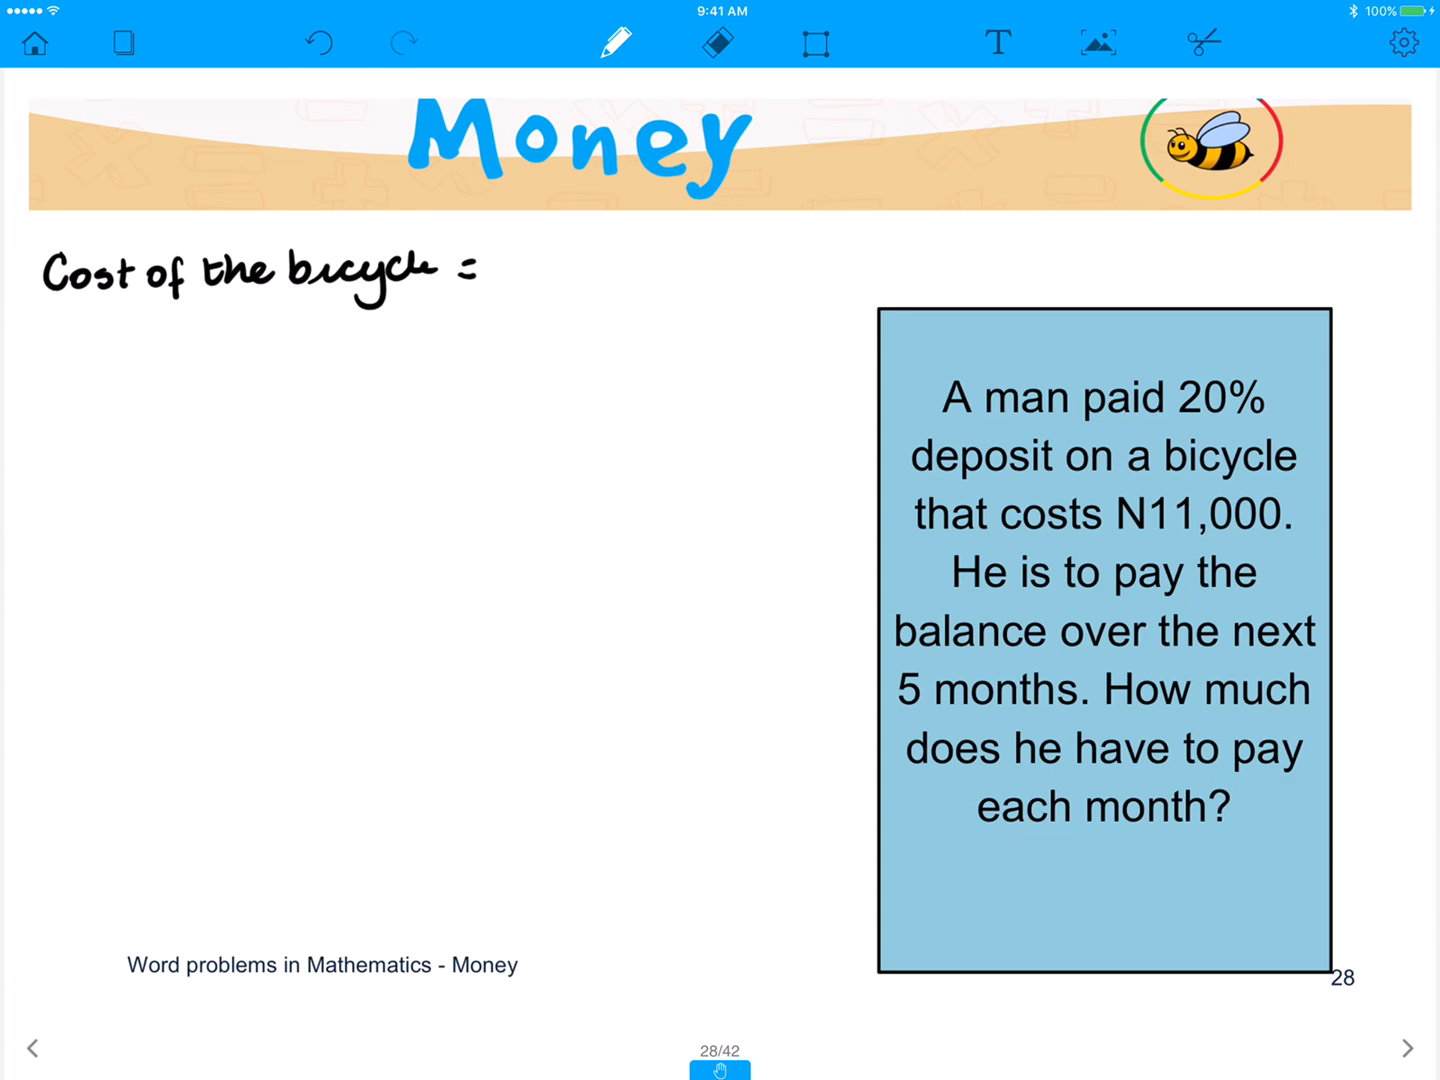 9:41 AM
100%
T
Money
Cost of the bicycle =
A man paid 20%
deposit on a bicycle
that costs N11,000.
He is to pay the
balance over the next
5 months. How much
does he have to pay
each month?
Word problems in Mathematics - Money
28
28/42